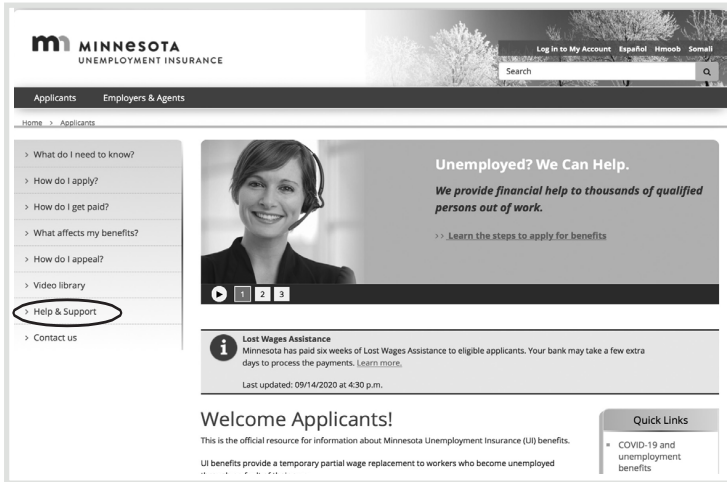 MINNESOTA
UNEMPLOYMENT INSURANCE
Log in to My Account Español Hmoob Somali
Search
Applicants Employers & Agents
Home > Applicants
> What do I need to know?
> How do I apply?
> How do I get paid?
> What affects my benefits?
> How do I appeal?
> Video library
> Help & Support
> Contact us
Unemployed? We Can Help.
We provide financial help to thousands of qualified
persons out of work.
>> Learn the steps to apply for benefits
1 2 3
Lost Wages Assistance
Minnesota has paid six weeks of Lost Wages Assistance to eligible applicants. Your bank may take a few extra
days to process the payments. Learn more.
Last updated: 09/14/2020 at 4:30 p.m.
Welcome Applicants!
This is the official resource for information about Minnesota Unemployment Insurance (UI) benefits.
UI benefits provide a temporary partial wage replacement to workers who become unemployed
Quick Links
COVID-19 and
unemployment
benefits